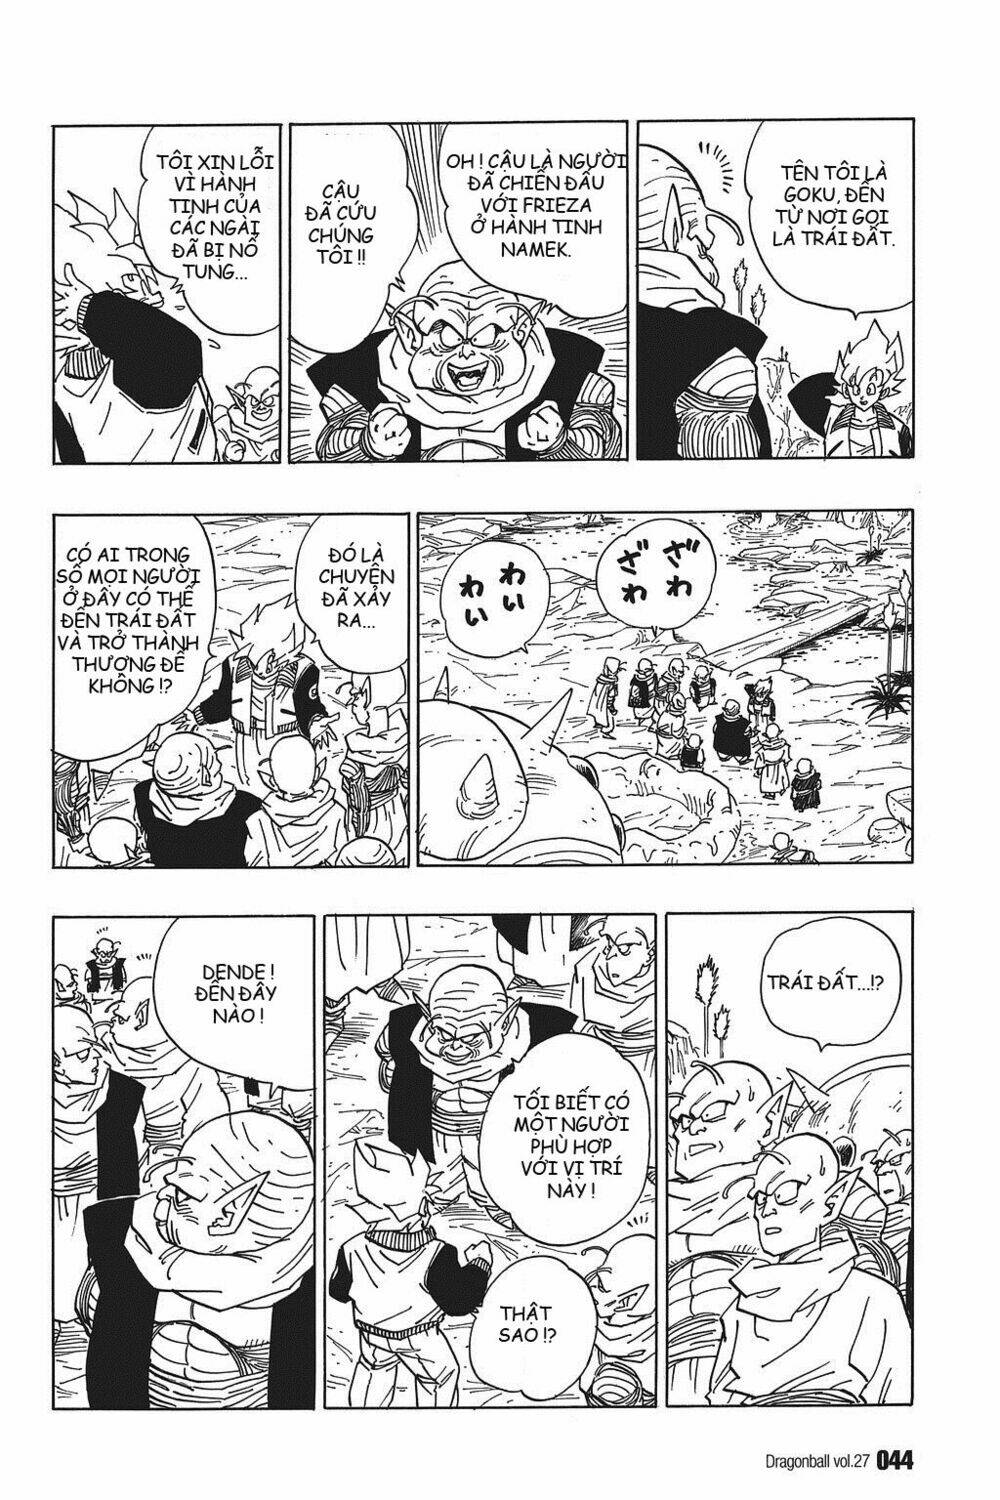 TÊN TÔI LÀ
GOKU, ĐẾN
TỪ NƠI GỌI
LÀ TRÁI ĐẤT.
OH ! CẬU LÀ NGƯỜI
ĐÃ CHIẾN ĐẤU
VỚI FRIEZA
Ở HÀNH TINH
NAMEK.
CẬU
ĐÃ CỨU
CHÚNG
TÔI !!
TÔI XIN LỖI
VÌ HÀNH
TINH CỦA
CÁC NGÀI
ĐÃ BỊ NỔ
TUNG...
ざわ
ざわ
わい
わい
ĐÓ LÀ
CHUYỆN
ĐÃ XẢY
RA...
CÓ AI TRONG
SỐ MỌI NGƯỜI
Ở ĐÂY CÓ THỂ
ĐẾN TRÁI ĐẤT
VÀ TRỞ THÀNH
THƯỢNG ĐẾ
KHÔNG !?
TRÁI ĐẤT...!?
TỐI BIẾT CÓ
MỘT NGƯỜI
PHÙ HỢP
VỚI VỊ TRÍ
NÀY !
THẬT
SAO !?
DENDE !
ĐẾN ĐÂY
NÀO !
Dragonball vol.27 044